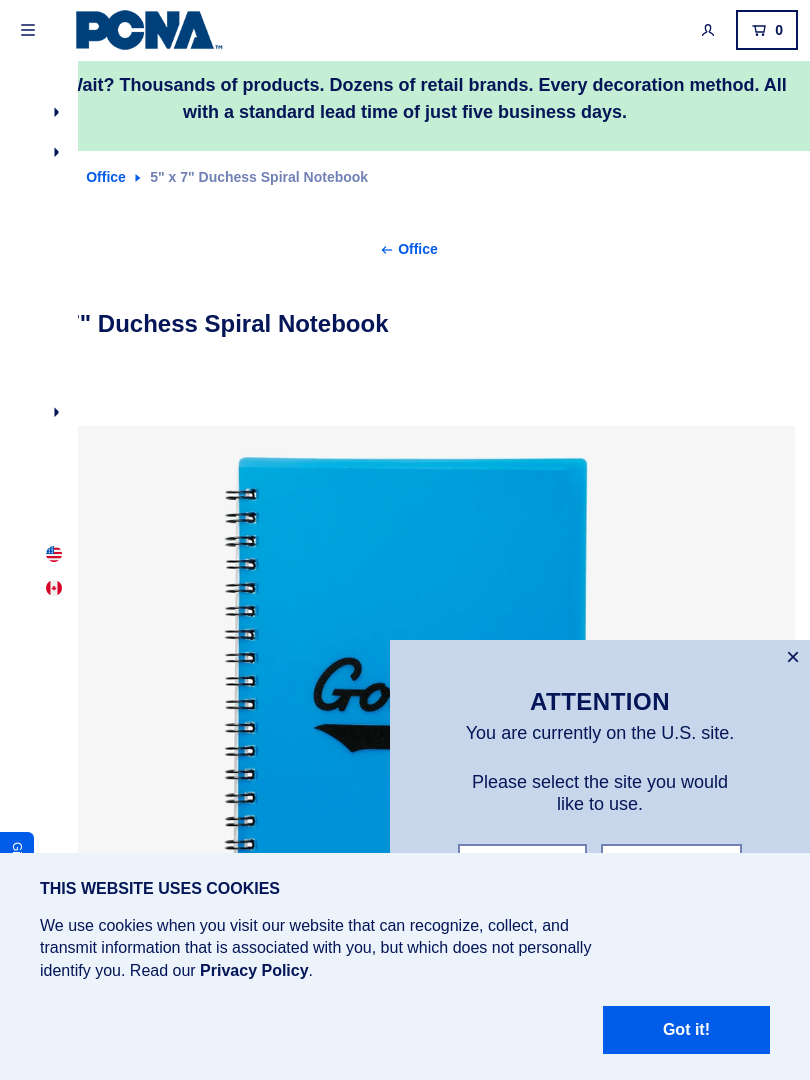 PCNA™
0
Wait? Thousands of products. Dozens of retail brands. Every decoration method. All
with a standard lead time of just five business days.
Office
5" x 7" Duchess Spiral Notebook
Office
" Duchess Spiral Notebook
Go
ATTENTION
You are currently on the U.S. site.
Please select the site you would
like to use.
THIS WEBSITE USES COOKIES
We use cookies when you visit our website that can recognize, collect, and
transmit information that is associated with you, but which does not personally
identify you. Read our Privacy Policy.
Got it!